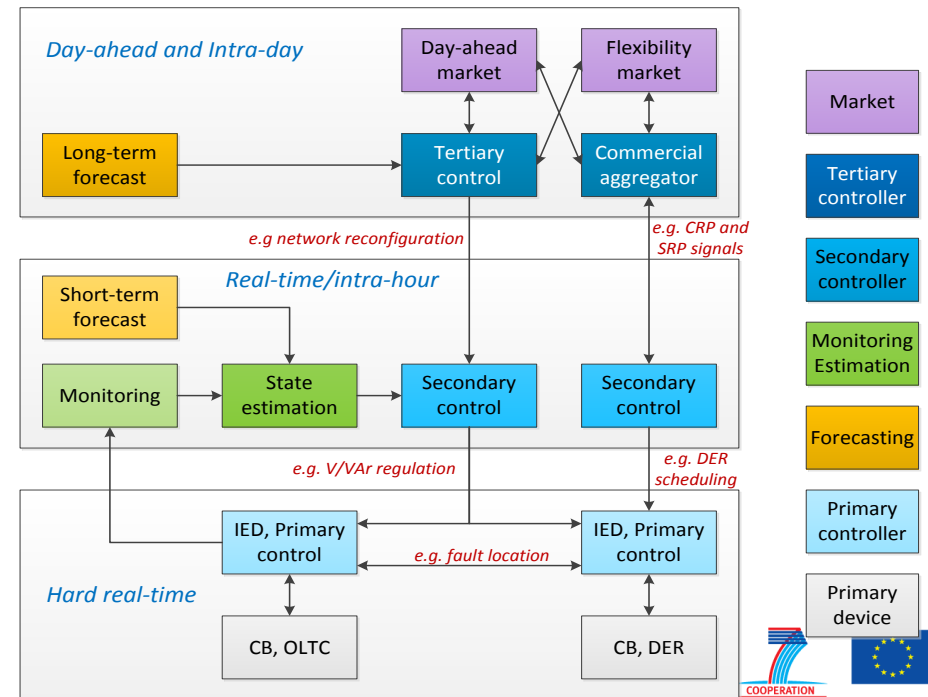 Day-ahead and Intra-day
Day-ahead
market
Flexibility
market
Long-term
forecast
Tertiary
control
Commercial
aggregator
e.g network reconfiguration
e.g. CRP and
SRP signals
Real-time/intra-hour
Short-term
forecast
Monitoring
State
estimation
Secondary
control
Secondary
control
e.g. V/VAr regulation
e.g. DER
scheduling
IED, Primary
control
IED, Primary
control
e.g. fault location
Hard real-time
CB, OLTC
CB, DER
Market
Tertiary
controller
Secondary
controller
Monitoring
Estimation
Forecasting
Primary
controller
Primary
device
COOPERATION